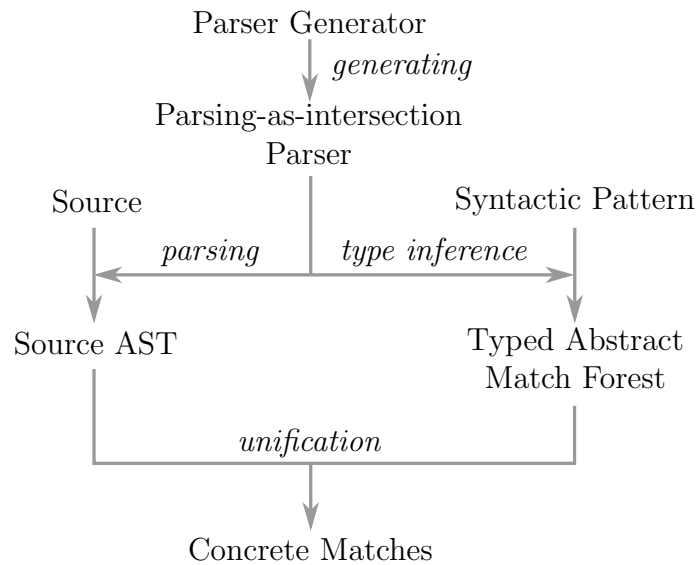 Parser Generator
generating
Parsing-as-intersection
Parser
Source
Syntactic Pattern
parsing
type inference
Source AST
Typed Abstract
Match Forest
unification
Concrete Matches